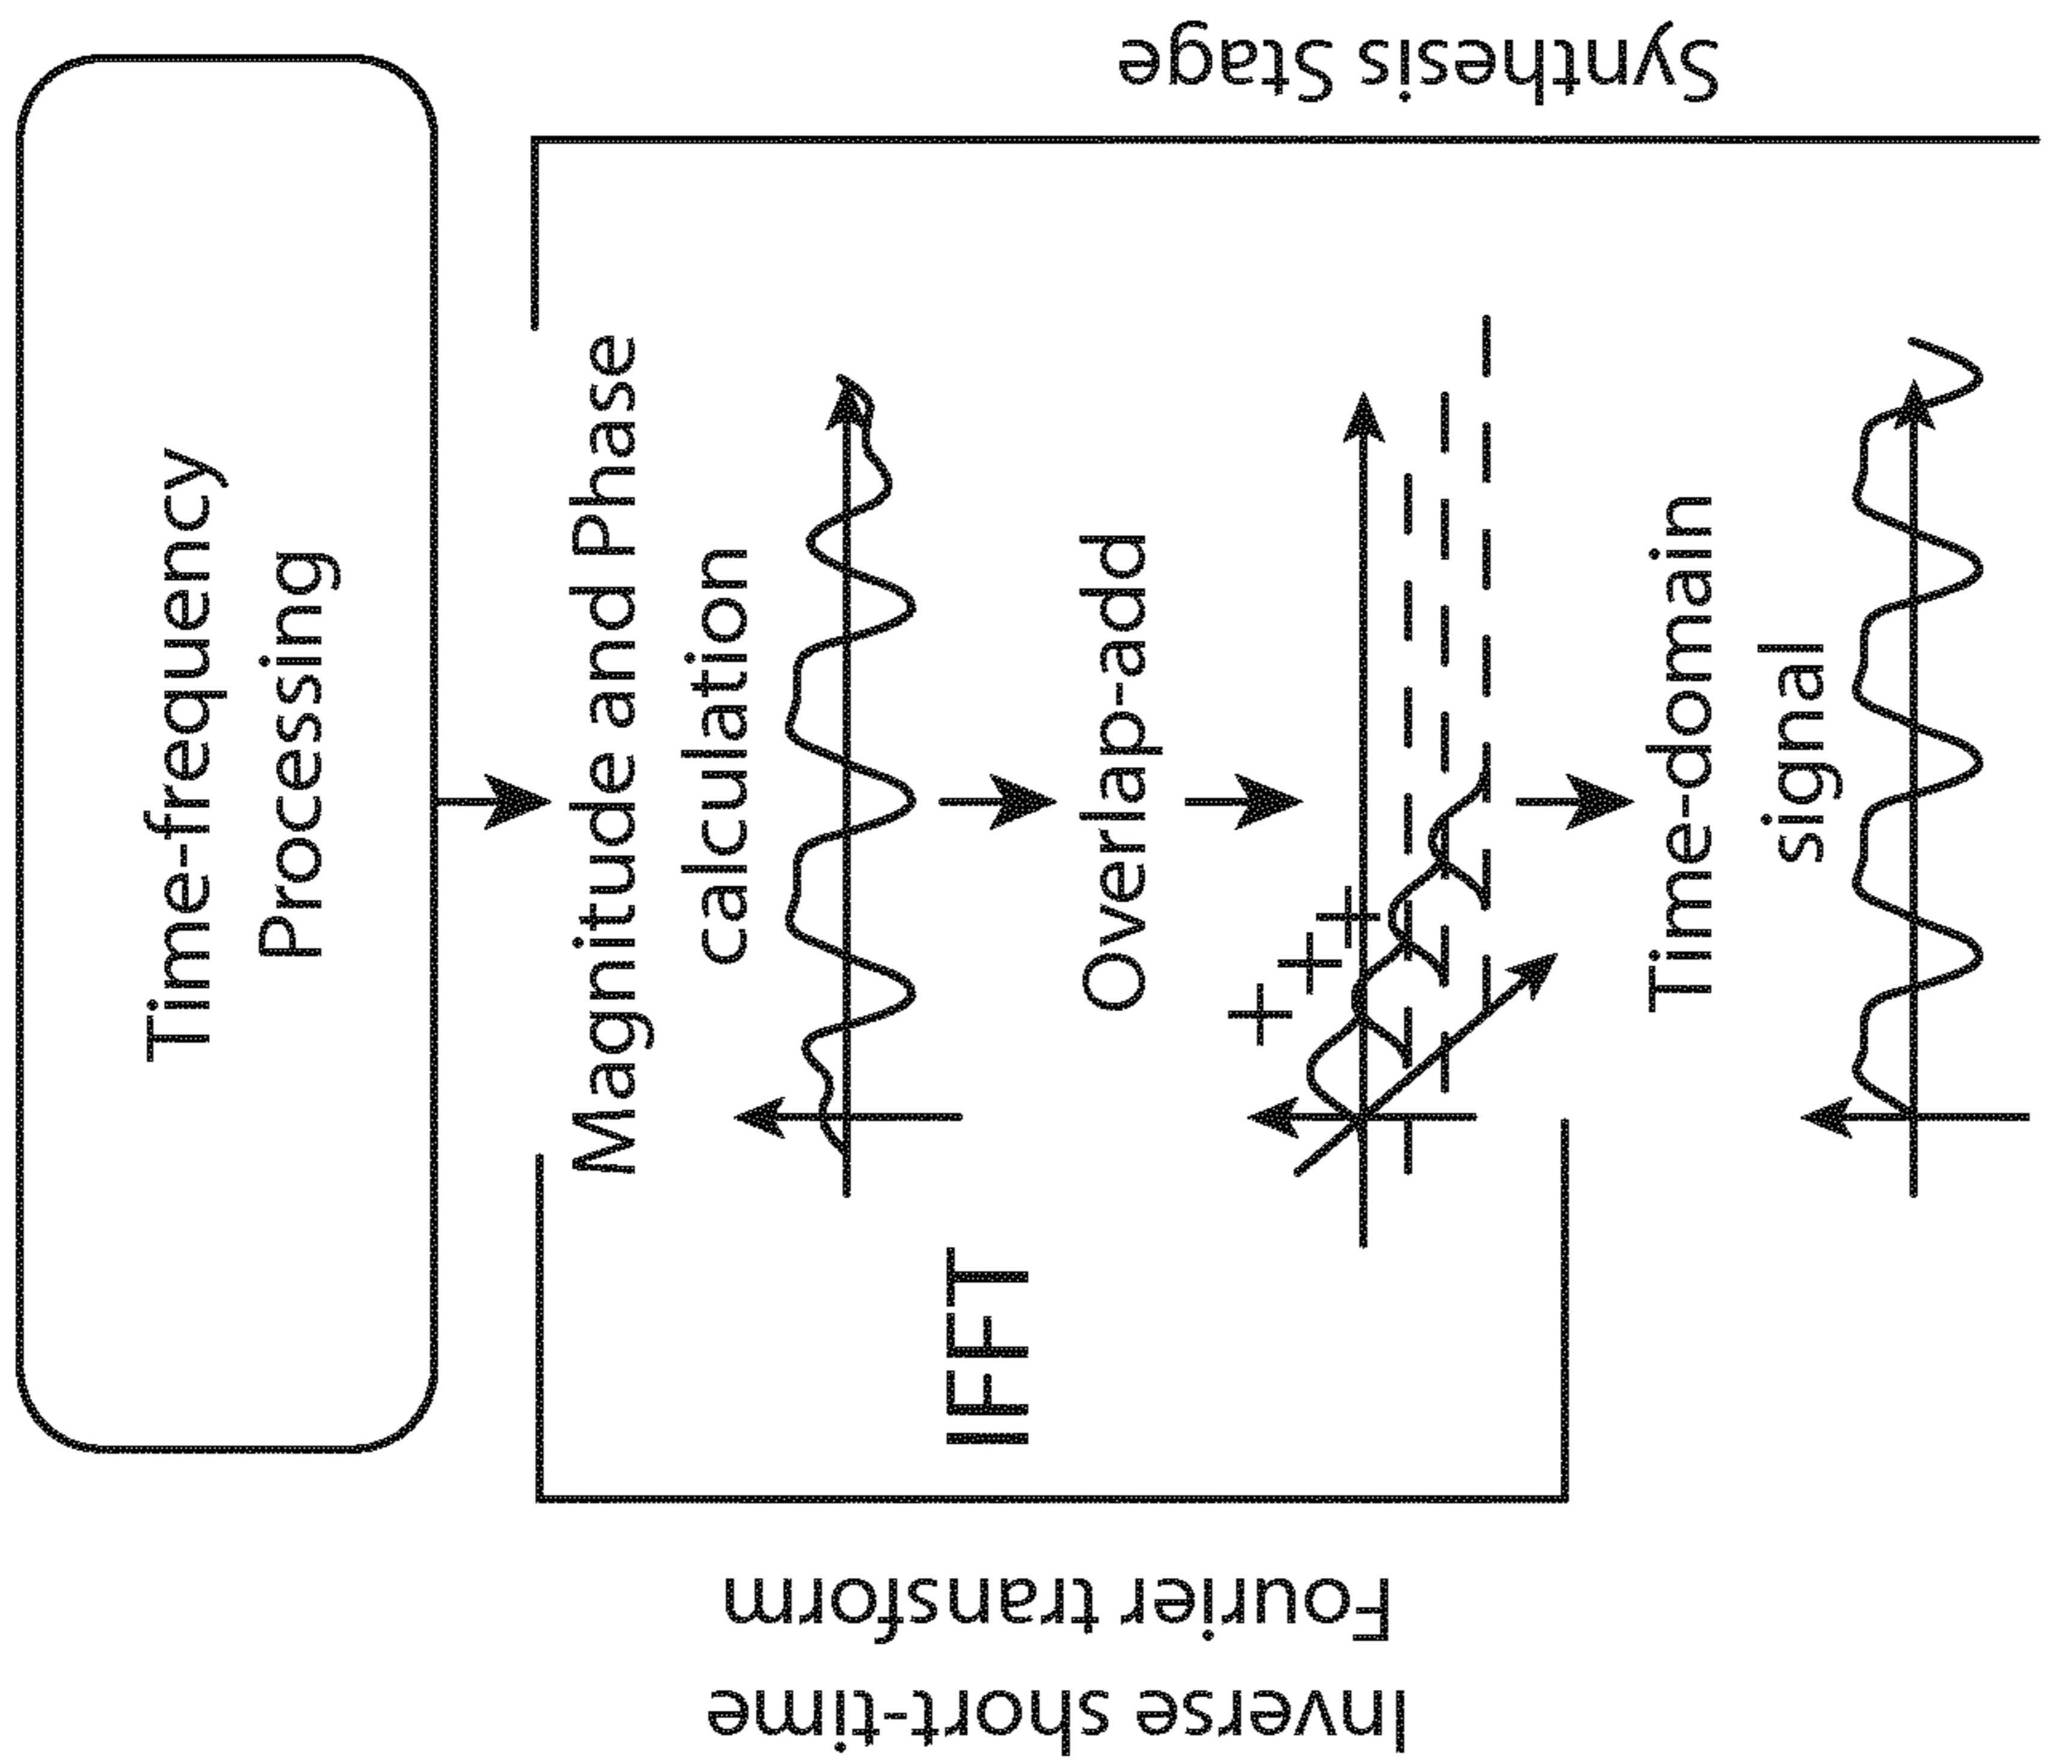 Time-frequency
Processing
Magnitude and Phase
calculation
IFFT
Overlap-add
+
+
+
Time-domain
signal
Inverse short-time
Fourier transform
Synthesis Stage